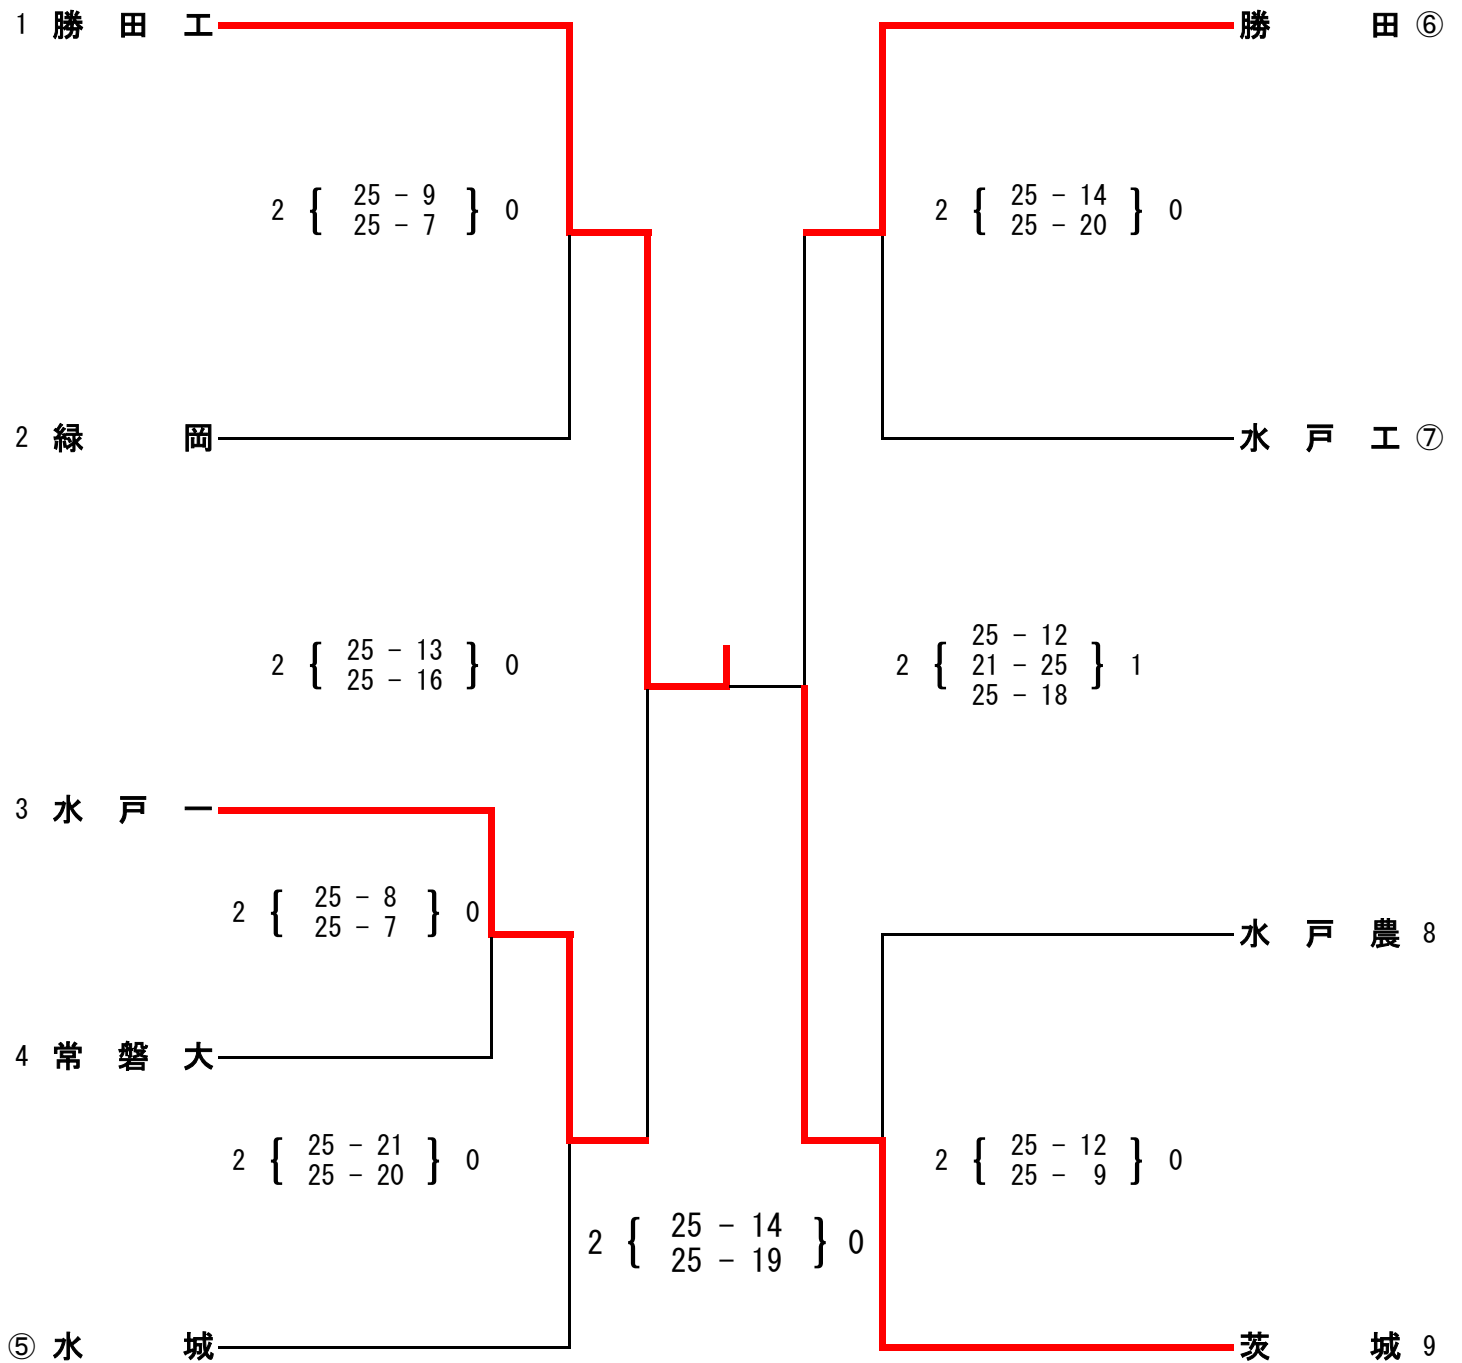 1 勝田工
勝田 ⑥
2 { 25 － 9 } 0
25 － 7
2 { 25 － 14 } 0
25 － 20
2 緑岡
水戸工 ⑦
2 { 25 － 13 } 0
25 － 16
2 { 25 － 12
21 － 25 } 1
25 － 18
3 水戸一
2 { 25 － 8 } 0
25 － 7
水戸農 8
4 常磐大
2 { 25 － 21 } 0
25 － 20
2 { 25 － 12 } 0
25 － 9
2 { 25 － 14 } 0
25 － 19
⑤ 水城
茨城 9